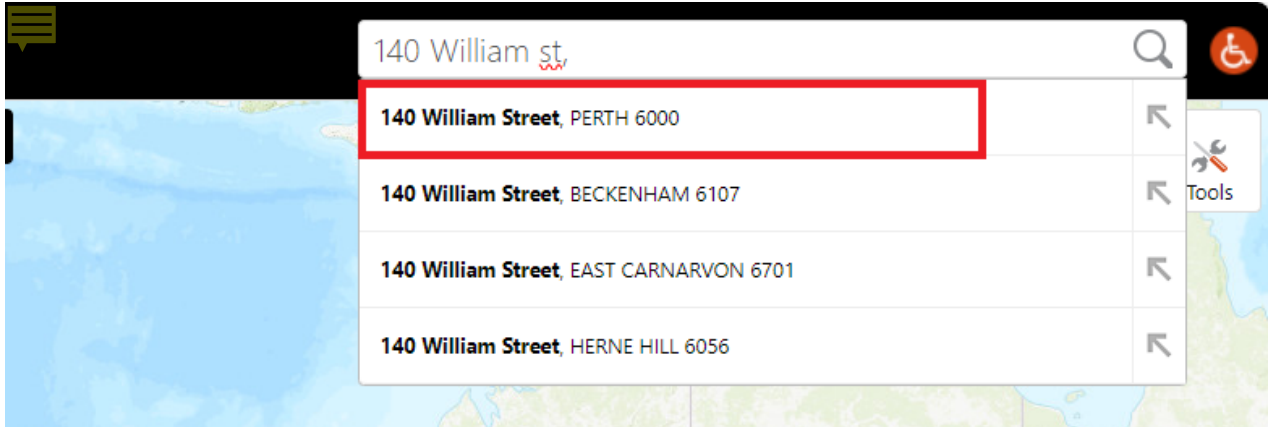 140 William st,
140 William Street, PERTH 6000
140 William Street, BECKENHAM 6107
Tools
140 William Street, EAST CARNARVON 6701
140 William Street, HERNE HILL 6056